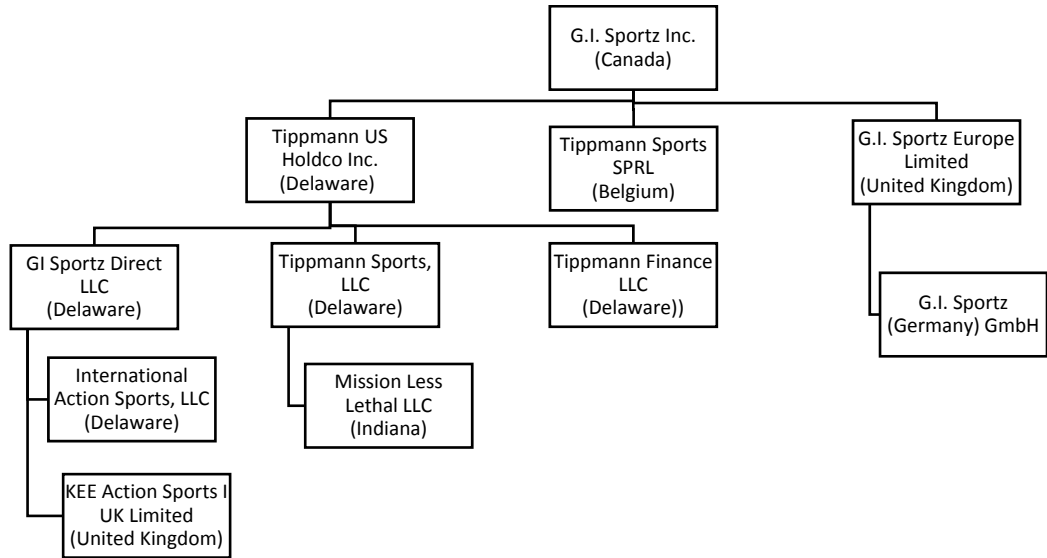 G.I. Sportz Inc.
(Canada)
Tippmann US
Holdco Inc.
(Delaware)
Tippmann Sports
SPRL
(Belgium)
G.I. Sportz Europe
Limited
(United Kingdom)
GI Sportz Direct
LLC
(Delaware)
Tippmann Sports,
LLC
(Delaware)
Tippmann Finance
LLC
(Delaware))
G.I. Sportz
(Germany) GmbH
International
Action Sports, LLC
(Delaware)
Mission Less
Lethal LLC
(Indiana)
KEE Action Sports I
UK Limited
(United Kingdom)